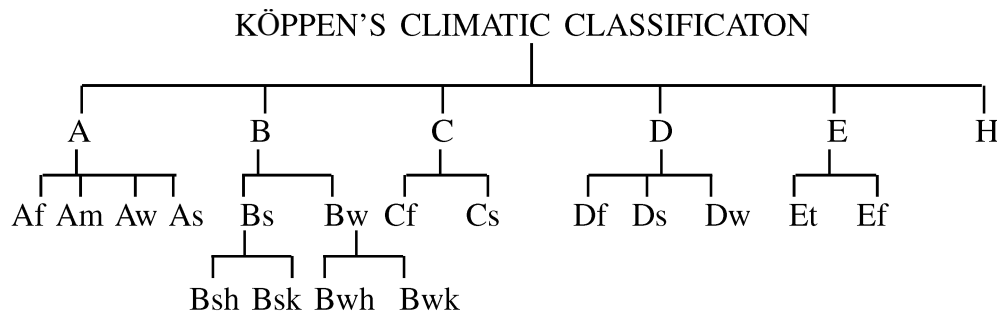 KÖPPEN'S CLIMATIC CLASSIFICATON
A B C D E H
Af Am Aw As Bs Bw Cf Cs Df Ds Dw Et Ef
Bsh Bsk Bwh Bwk